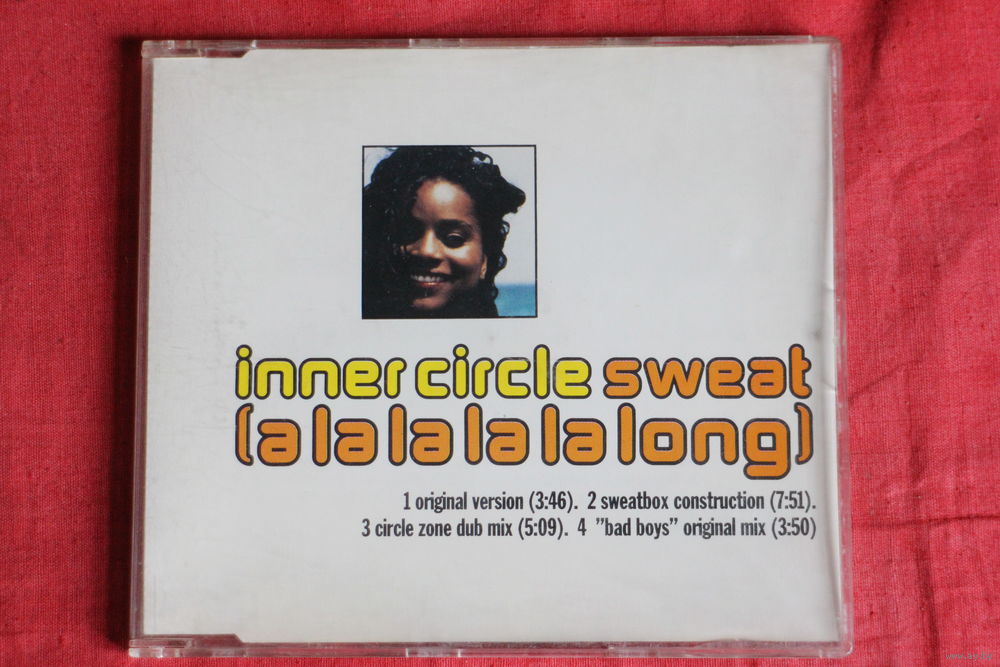 inner circle sweat
(a la la la la long)
1 original version (3:46). 2 sweatbox construction (7:51).
3 circle zone dub mix (5:09). 4 ”bad boys” original mix (3:50)